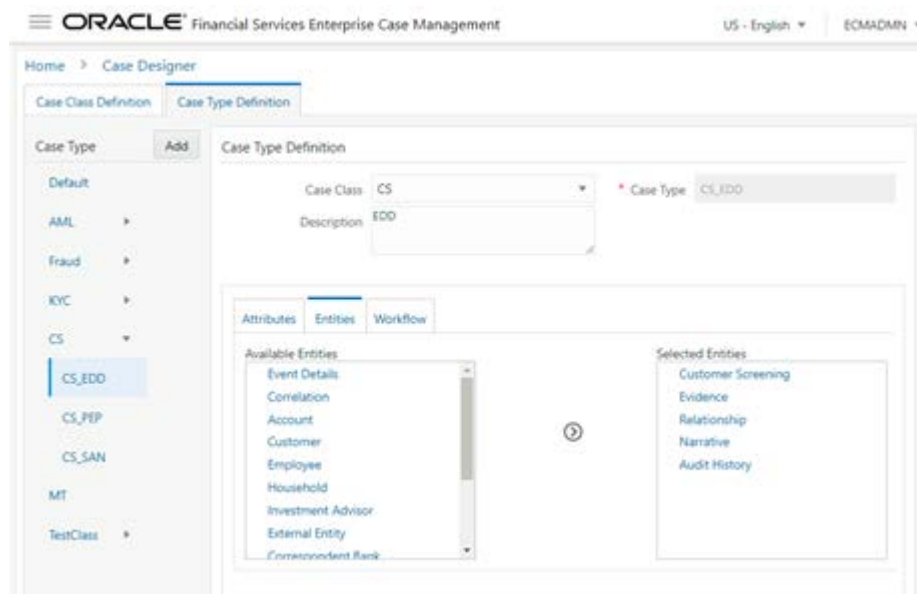 ORACLE Financial Services Enterprise Case Management US - English ECMADMN
Home > Case Designer
Case Class Definition Case Type Definition
Case Type Add Case Type Definition
Default Case Class CS * Case Type CS_EDD
Description EDD
AML
Fraud
KYC
Attributes Entities Workflow
CS
Available Entities Selected Entities
CS_EDD Event Details Customer Screening
Correlation Evidence
CS_PEP Account Relationship
Customer Narrative
CS_SAN Employee Audit History
Household
MT Investment Advisor
TestClass External Entity
Correspondent Bank